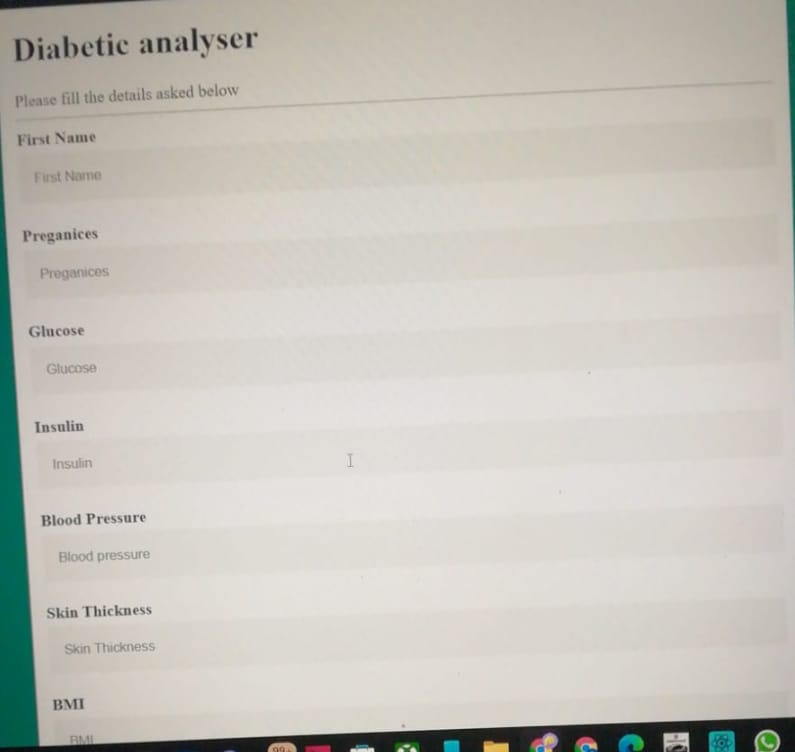 Diabetic analyser
Please fill the details asked below
First Name
First Name
Preganices
Preganices
Glucose
Glucose
Insulin
Insulin
Blood Pressure
Blood pressure
Skin Thickness
Skin Thickness
BMI
BMI
99+